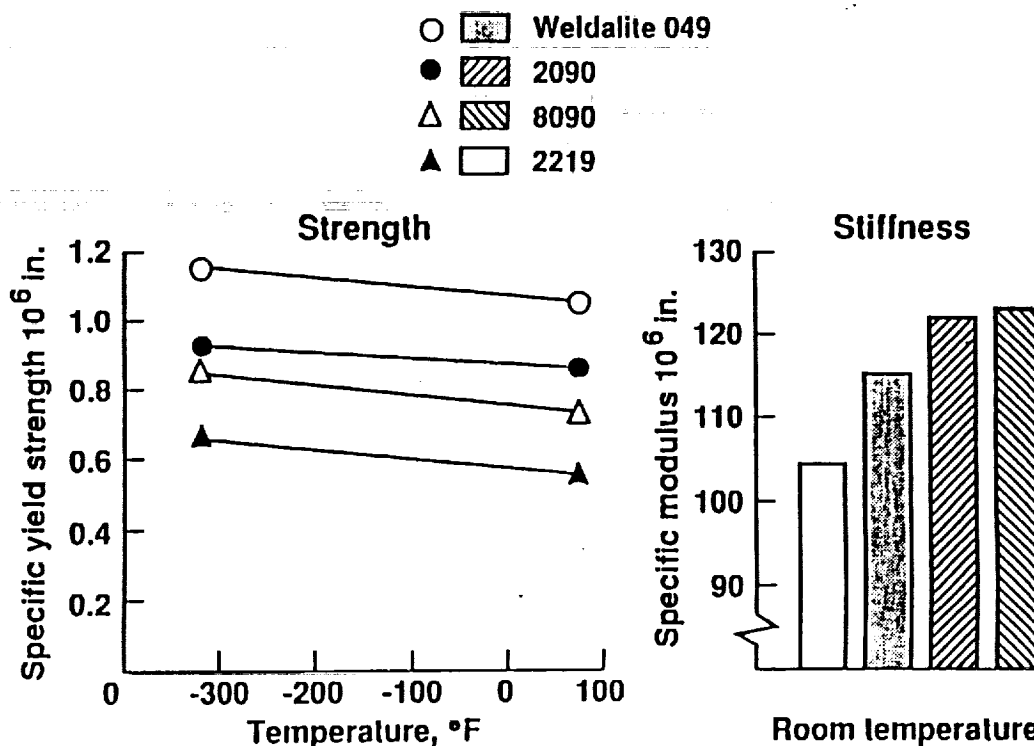 Weldalite 049
2090
8090
2219
Strength
Specific yield strength 10⁶ in.
1.2
1.0
0.8
0.6
0.4
0.2
0
0 -300 -200 -100 0 100
Temperature, °F
Stiffness
Specific modulus 10⁶ in.
130
120
110
100
90
Room temperature